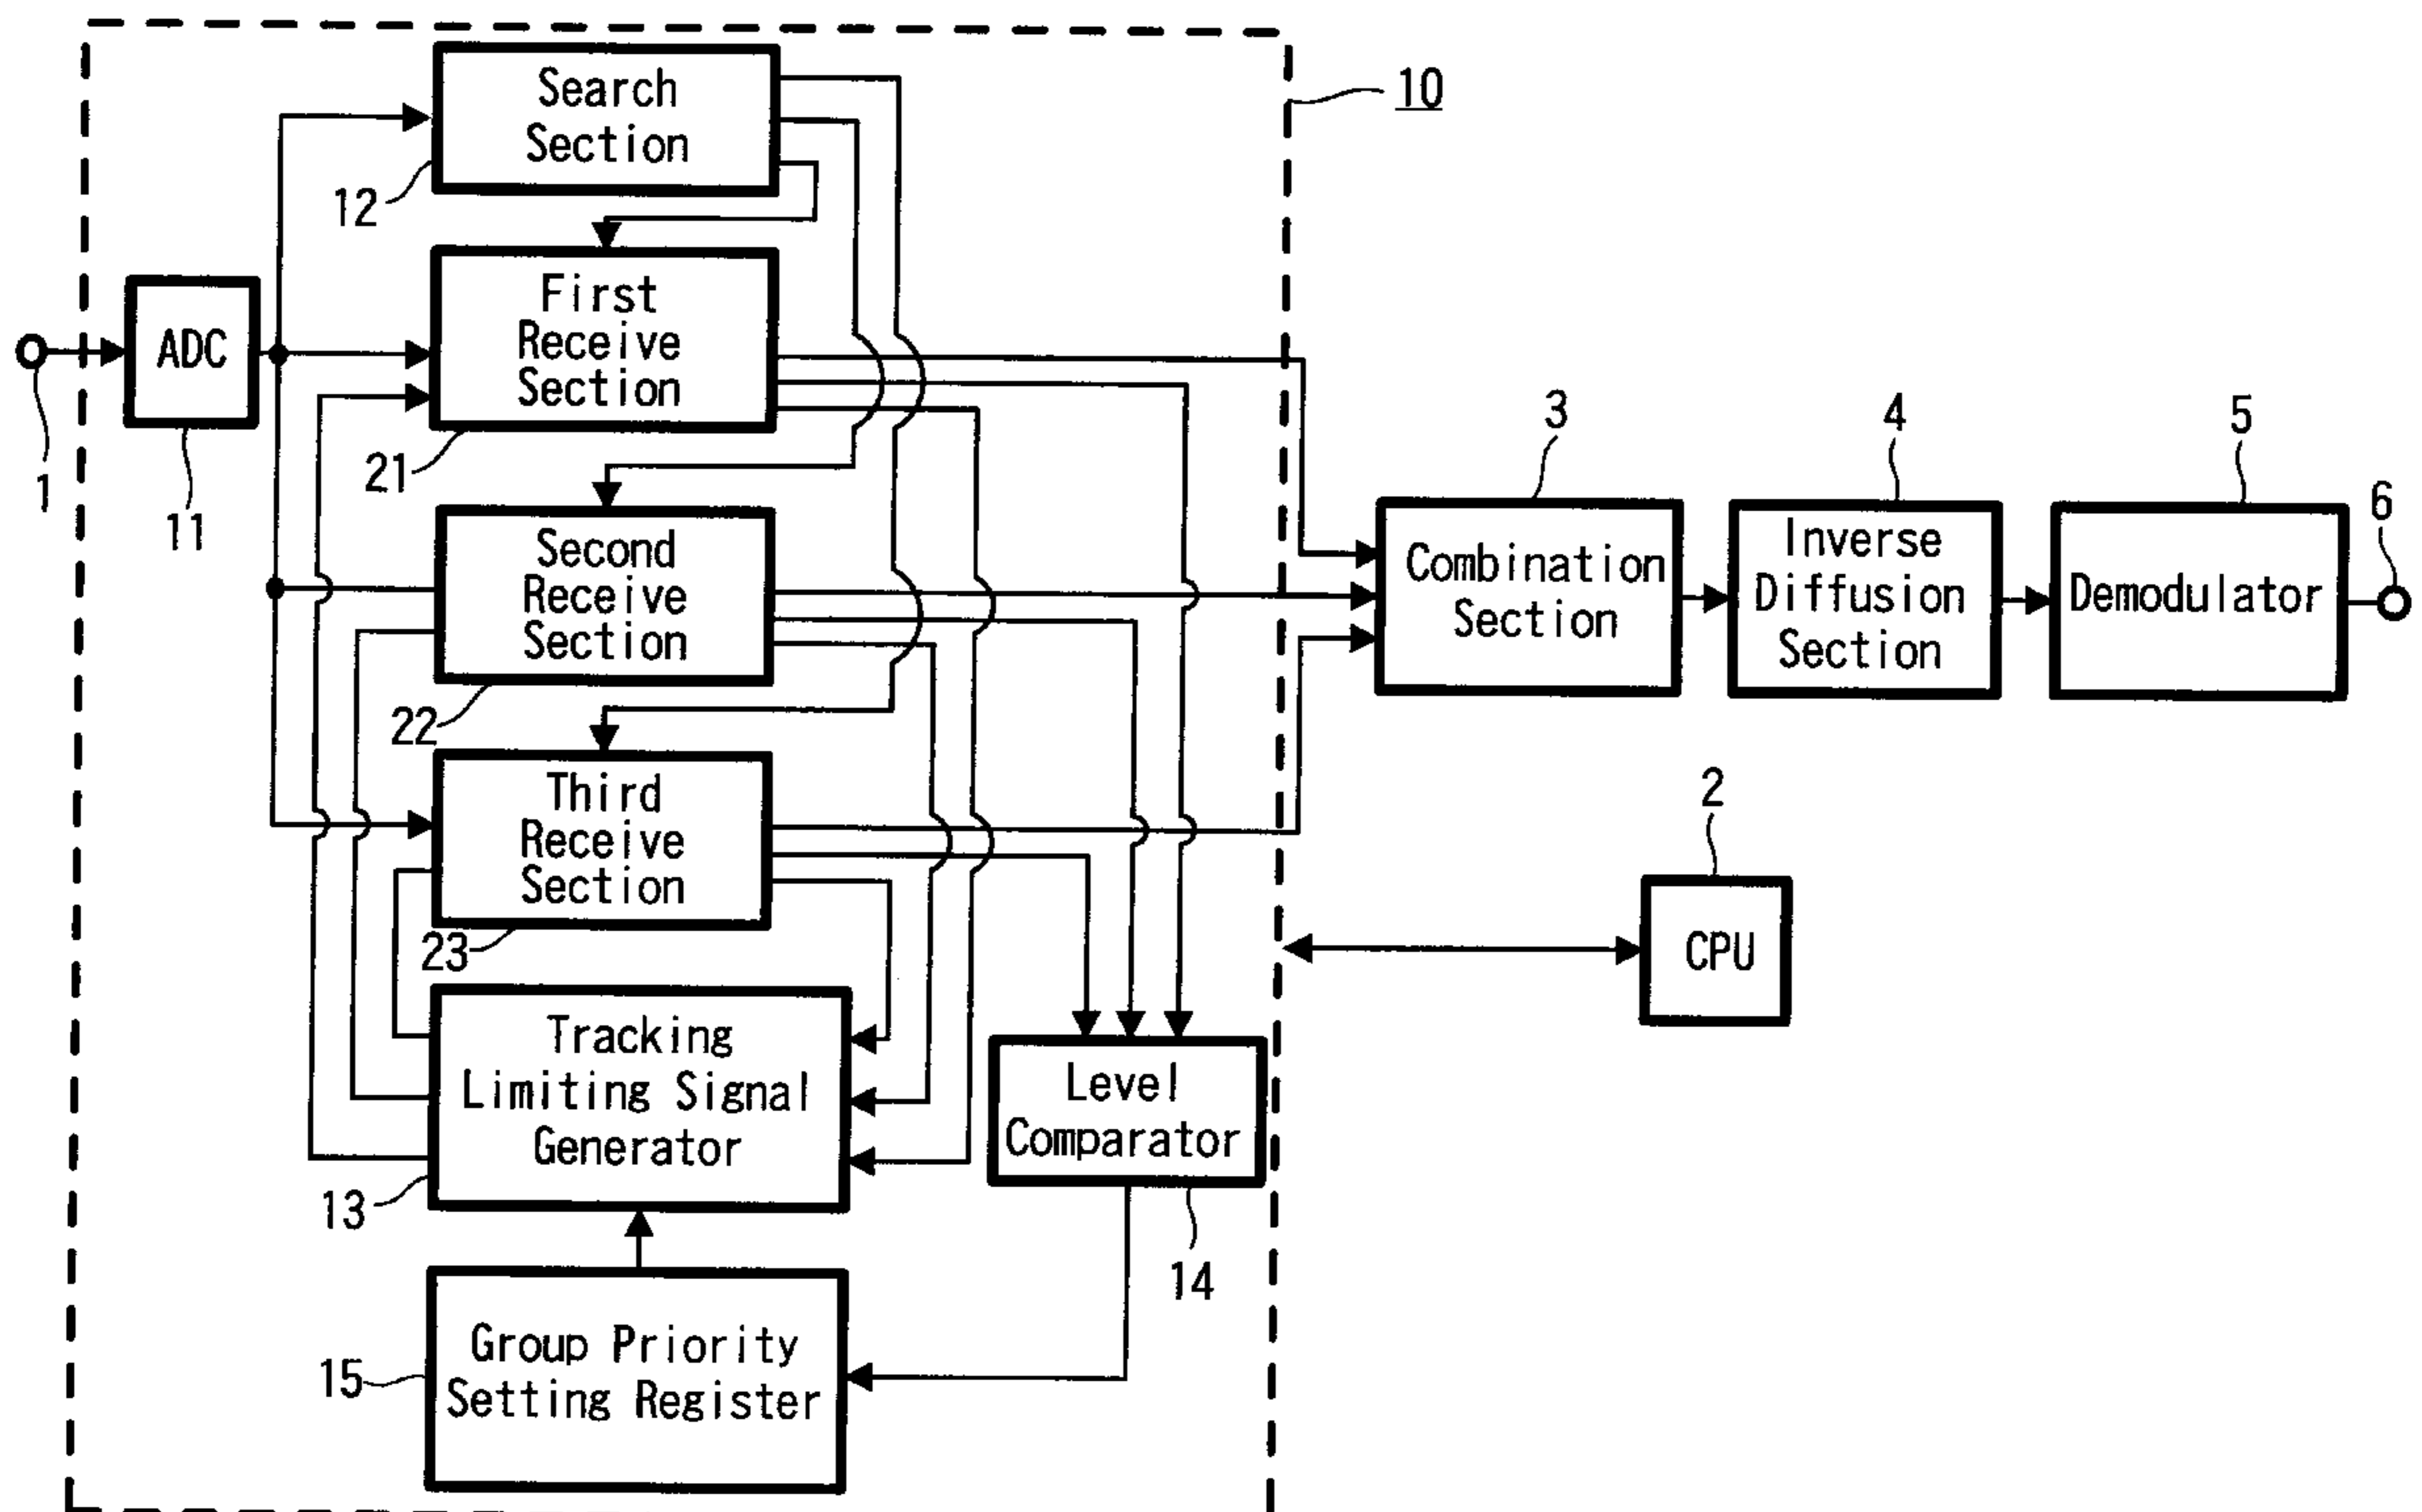 Search
Section
10
12
First
Receive
Section
ADC
1
11
21
Second
Receive
Section
22
3
Combination
Section
4
Inverse
Diffusion
Section
5
Demodulator
6
Third
Receive
Section
23
2
CPU
Tracking
Limiting Signal
Generator
13
Level
Comparator
14
Group Priority
Setting Register
15